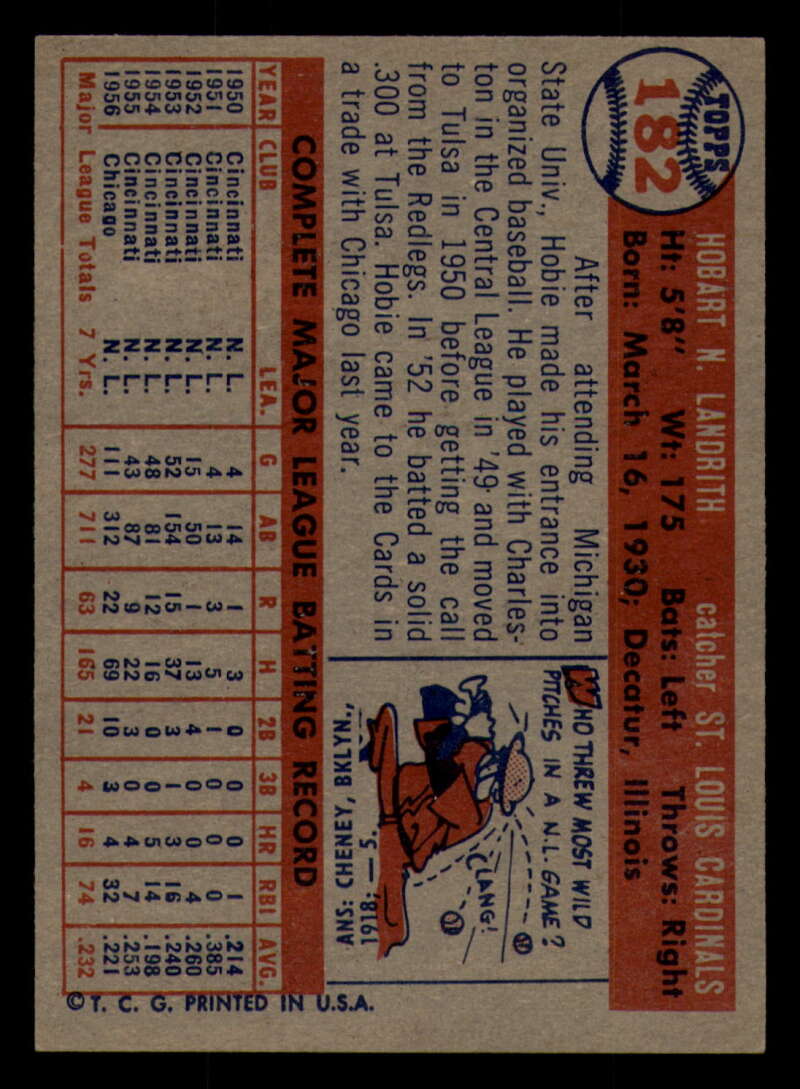 TOPPS
182
HOBART N. LANDRITH catcher ST. LOUIS CARDINALS
Ht: 5'8" Wt: 175 Bats: Left Throws: Right
Born: March 16, 1930; Decatur, Illinois
After attending Michigan
State Univ., Hobie made his entrance into
organized baseball. He played with Charles-
ton in the Central League in '49 and moved
to Tulsa in 1950 before getting the call
from the Redlegs. In '52 he batted a solid
.300 at Tulsa. Hobie came to the Cards in
a trade with Chicago last year.
WHO THREW MOST WILD
PITCHES IN A N.L. GAME?
CLANG!
ANS: CHENEY, BKLYN.,
1918: — 5.
COMPLETE MAJOR LEAGUE BATTING RECORD
YEAR CLUB LEA. G AB R H 2B 3B HR RBI AVG.
1950 Cincinnati N. L. 4 14 1 3 0 0 0 1 .214
1951 Cincinnati N. L. 4 13 3 5 1 0 0 0 .385
1952 Cincinnati N. L. 15 50 1 13 4 0 0 4 .260
1953 Cincinnati N. L. 52 154 15 37 3 1 3 16 .240
1954 Cincinnati N. L. 48 81 12 16 0 0 5 14 .198
1955 Cincinnati N. L. 43 87 9 22 3 0 4 7 .253
1956 Chicago N. L. 111 312 22 69 10 3 4 32 .221
Major League Totals 7 Yrs. 277 711 63 165 21 4 16 74 .232
© T. C. G. PRINTED IN U.S.A.